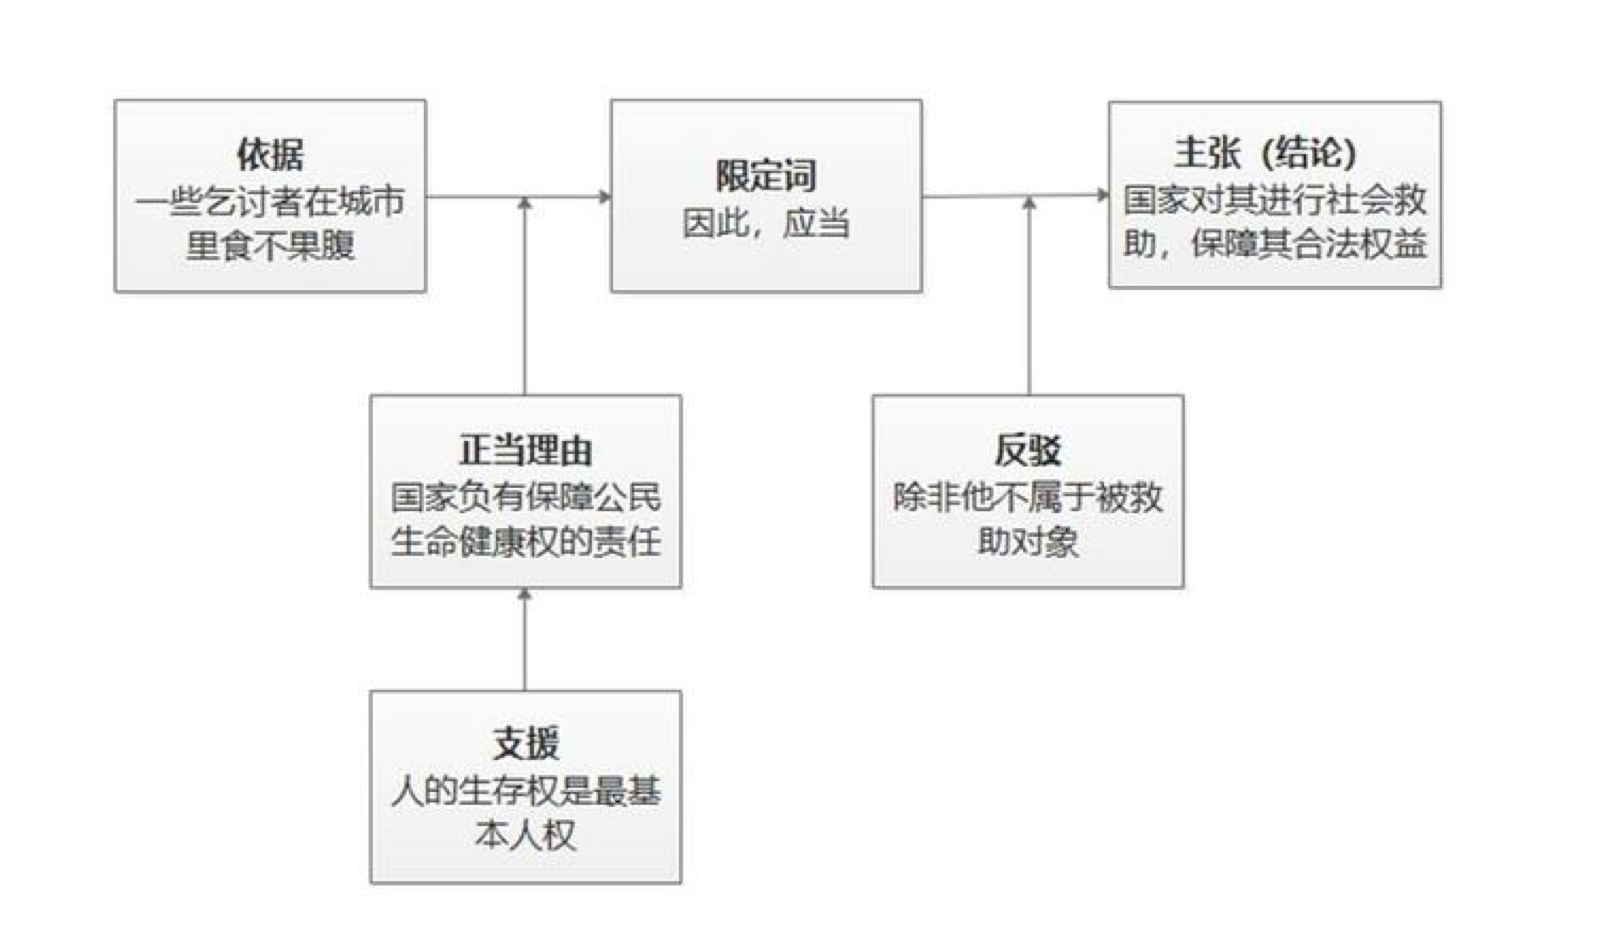 依据
一些乞讨者在城市
里食不果腹
限定词
因此，应当
主张（结论）
国家对其进行社会救
助，保障其合法权益
正当理由
国家负有保障公民
生命健康权的责任
反驳
除非他不属于被救
助对象
支援
人的生存权是最基
本人权